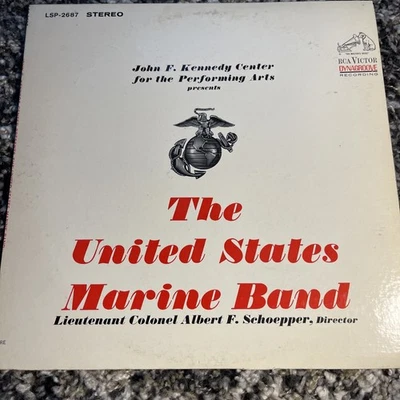 LSP-2687 STEREO
John F. Kennedy Center
for the Performing Arts
presents
RCA VICTOR
DYNAGROOVE
RECORDING
The
United States
Marine Band
Lieutenant Colonel Albert F. Schoepper, Director